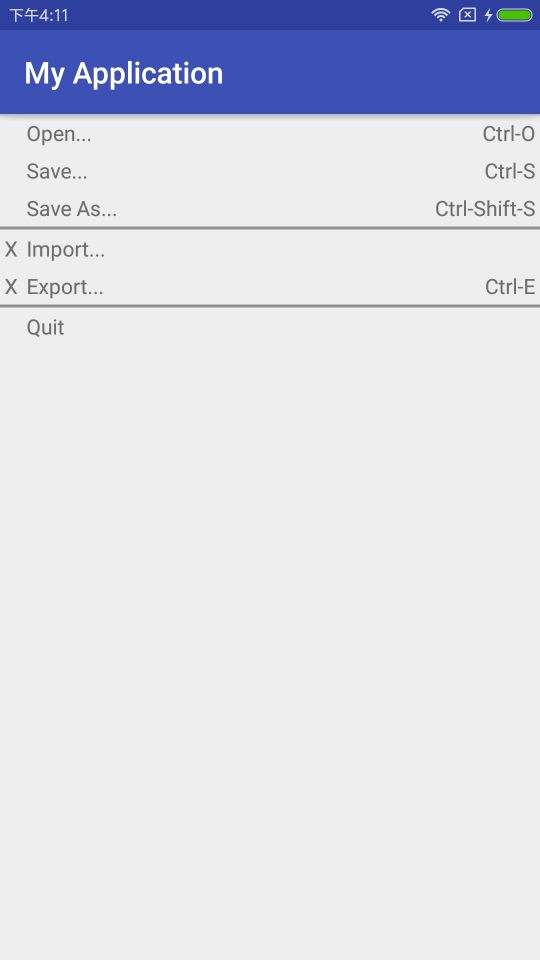 下午4:11
My Application
Open... Ctrl-O
Save... Ctrl-S
Save As... Ctrl-Shift-S
X Import...
X Export... Ctrl-E
Quit